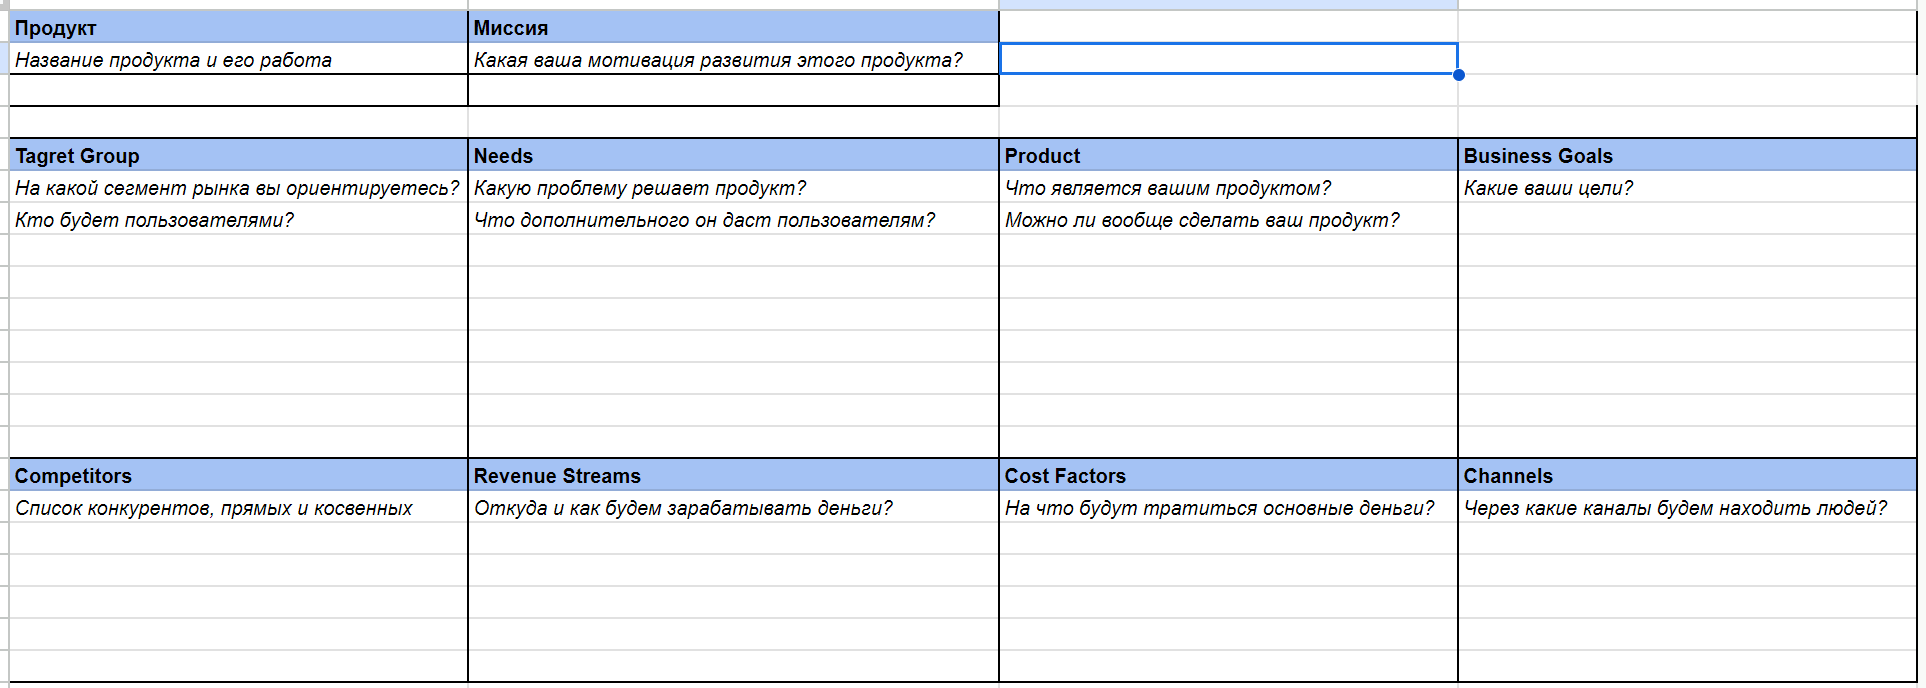 Продукт Миссия
Название продукта и его работа Какая ваша мотивация развития этого продукта?
Tagret Group Needs Product Business Goals
На какой сегмент рынка вы ориентируетесь? Какую проблему решает продукт? Что является вашим продуктом? Какие ваши цели?
Кто будет пользователями? Что дополнительного он даст пользователям? Можно ли вообще сделать ваш продукт?
Competitors Revenue Streams Cost Factors Channels
Список конкурентов, прямых и косвенных Откуда и как будем зарабатывать деньги? На что будут тратиться основные деньги? Через какие каналы будем находить людей?